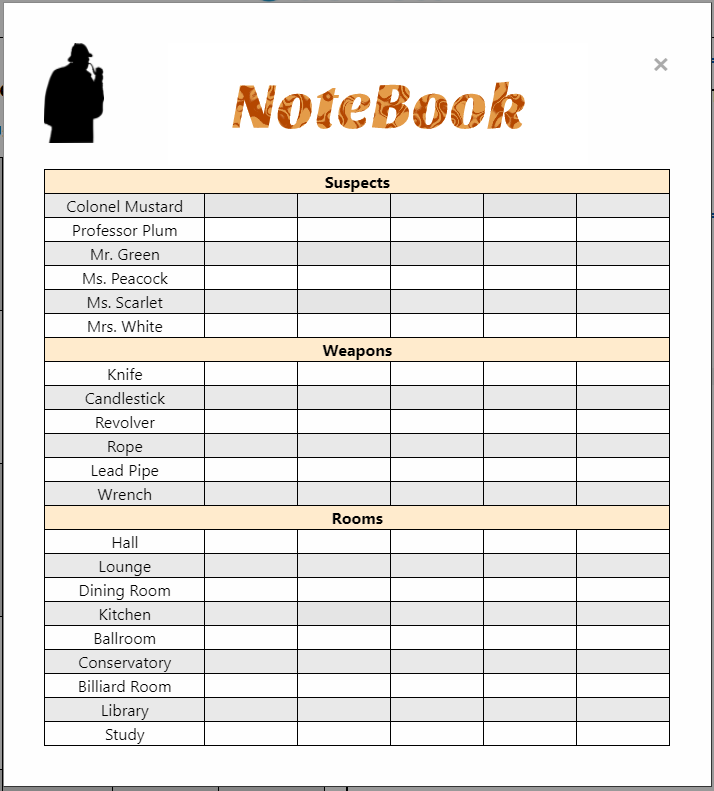 NoteBook
×
Suspects
Colonel Mustard
Professor Plum
Mr. Green
Ms. Peacock
Ms. Scarlet
Mrs. White
Weapons
Knife
Candlestick
Revolver
Rope
Lead Pipe
Wrench
Rooms
Hall
Lounge
Dining Room
Kitchen
Ballroom
Conservatory
Billiard Room
Library
Study